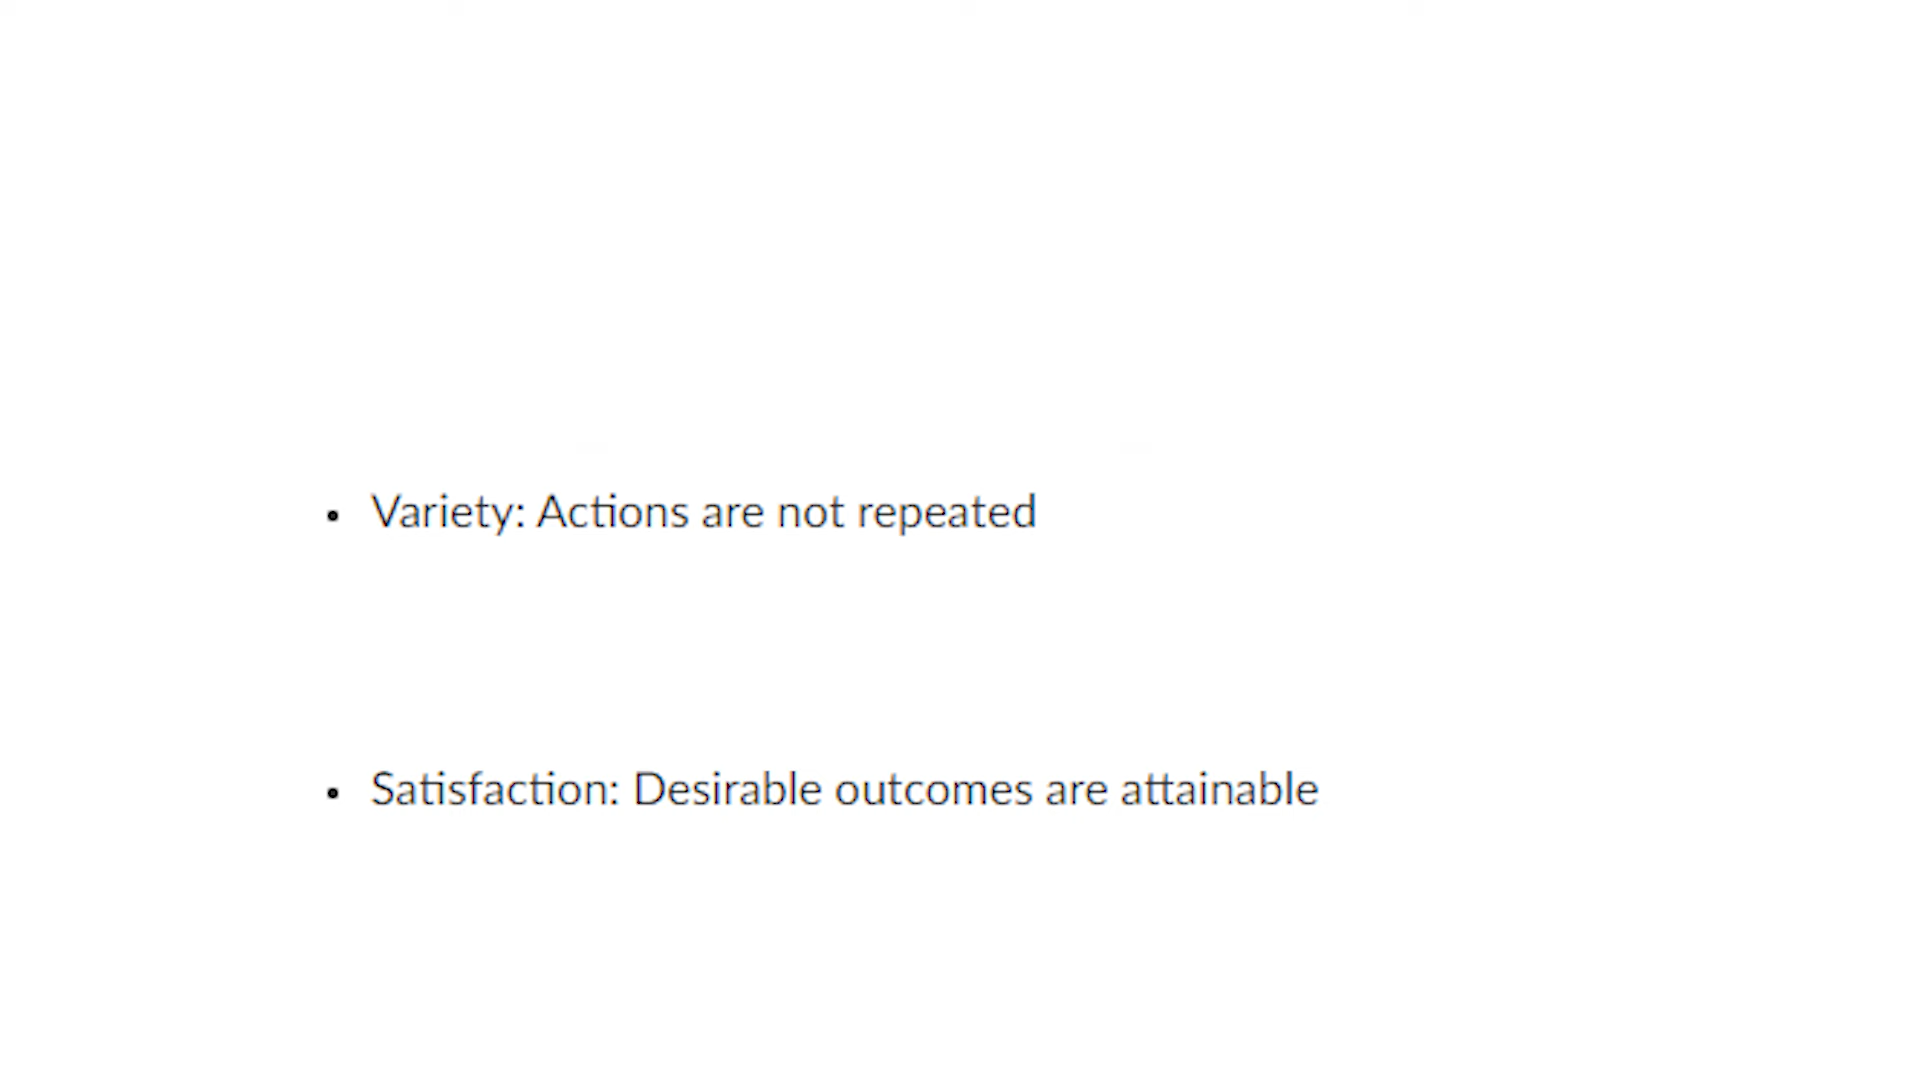 • Variety: Actions are not repeated
• Satisfaction: Desirable outcomes are attainable